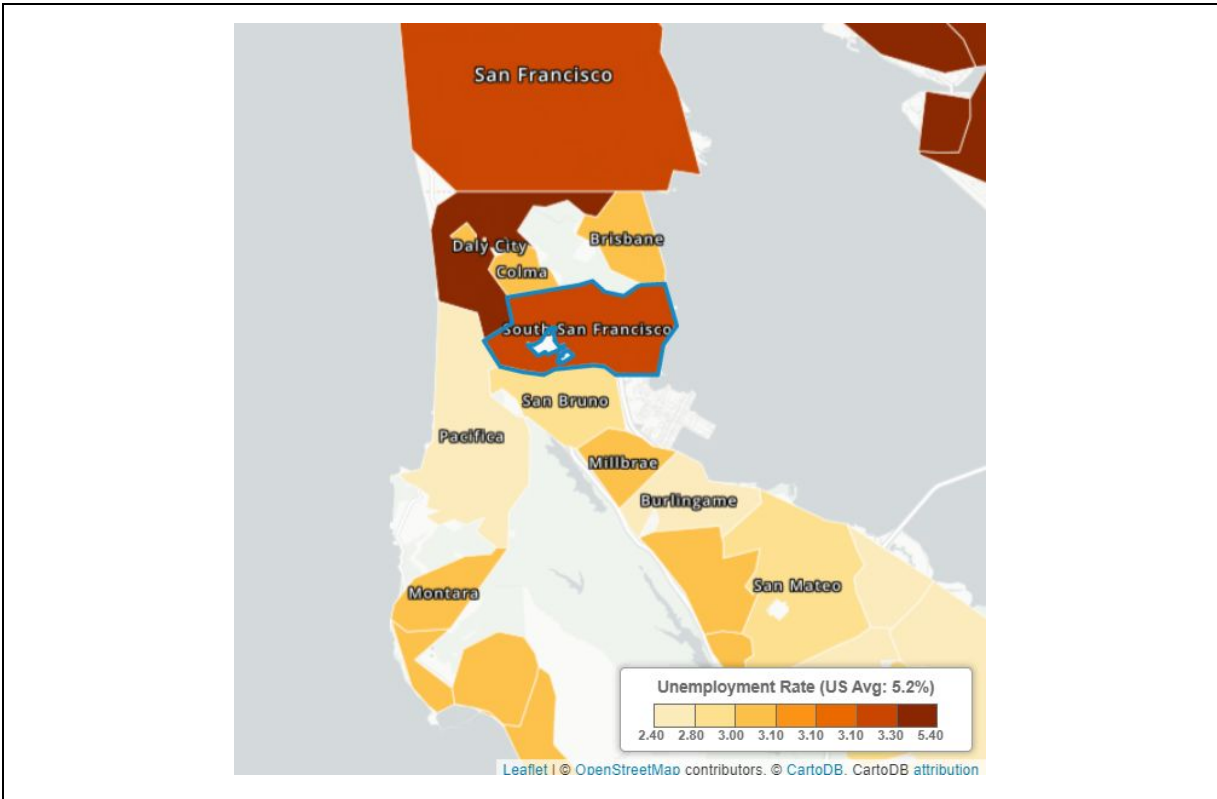 San Francisco
Daly City
Brisbane
Colma
South San Francisco
San Bruno
Pacifica
Millbrae
Burlingame
Montara
San Mateo
Unemployment Rate (US Avg: 5.2%)
2.40 2.80 3.00 3.10 3.10 3.10 3.30 5.40
Leaflet | © OpenStreetMap contributors. © CartoDB. CartoDB attribution